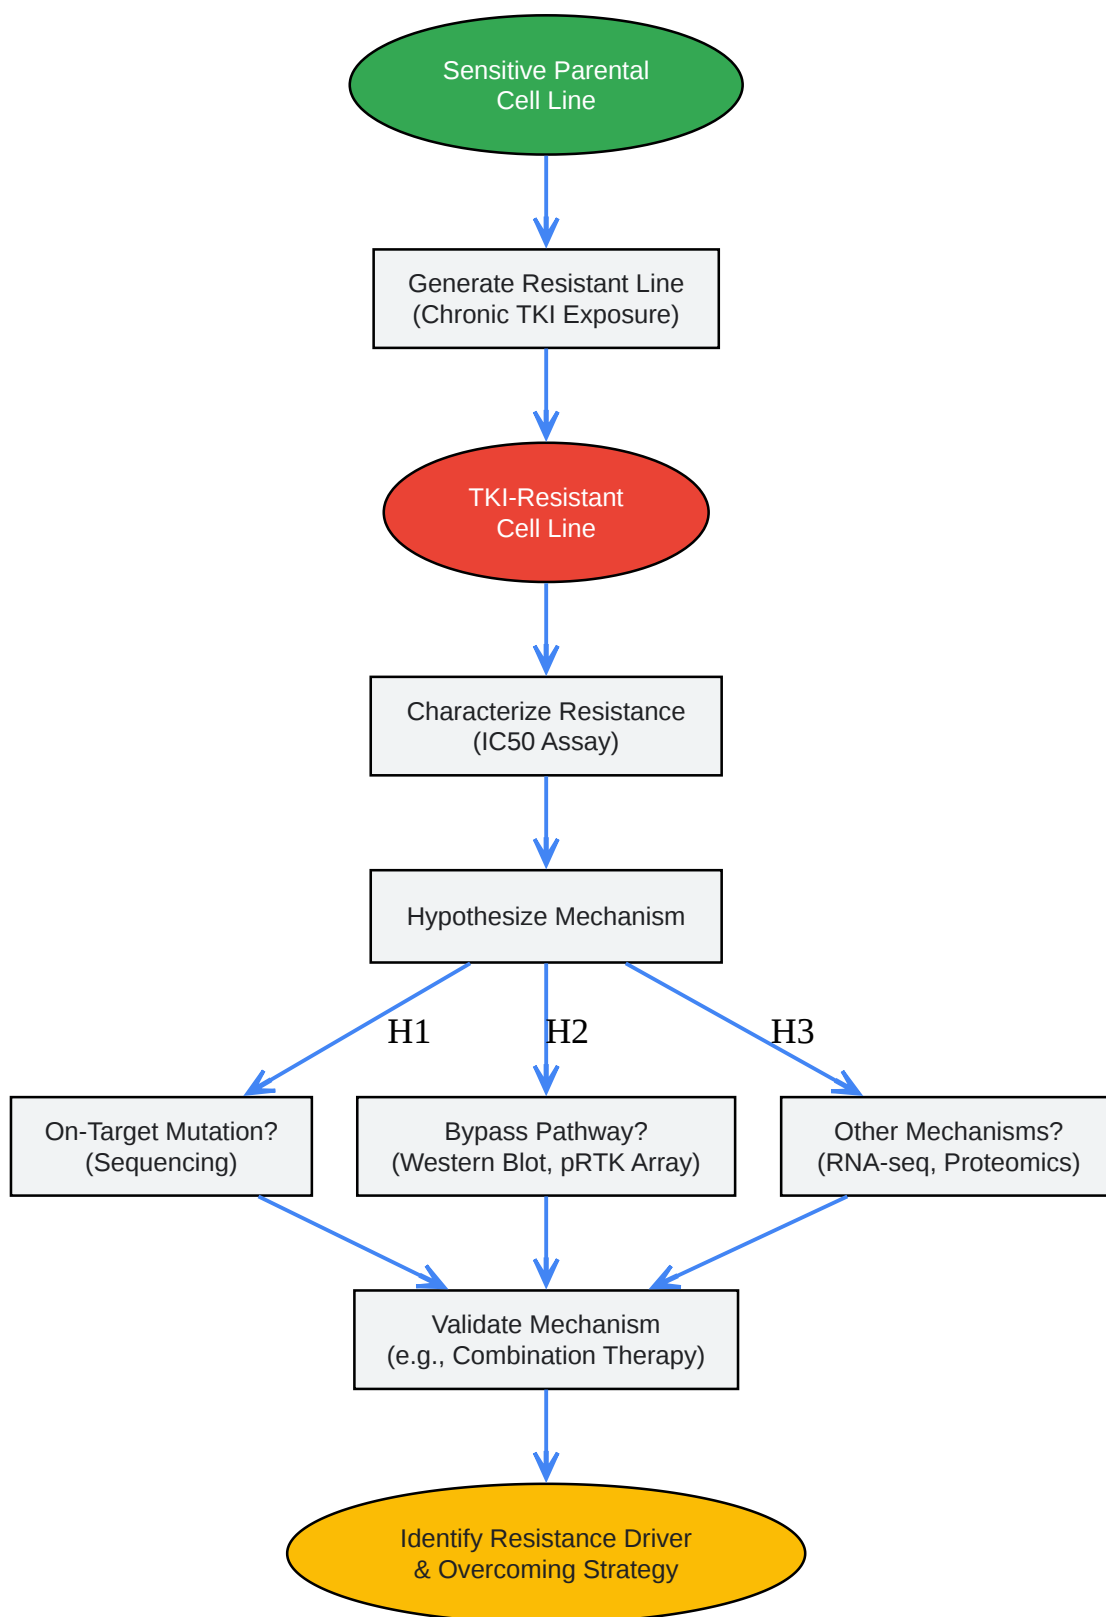 Sensitive Parental
Cell Line
Generate Resistant Line
(Chronic TKI Exposure)
TKI-Resistant
Cell Line
Characterize Resistance
(IC50 Assay)
Hypothesize Mechanism
H1
H2
H3
On-Target Mutation?
(Sequencing)
Bypass Pathway?
(Western Blot, pRTK Array)
Other Mechanisms?
(RNA-seq, Proteomics)
Validate Mechanism
(e.g., Combination Therapy)
Identify Resistance Driver
& Overcoming Strategy